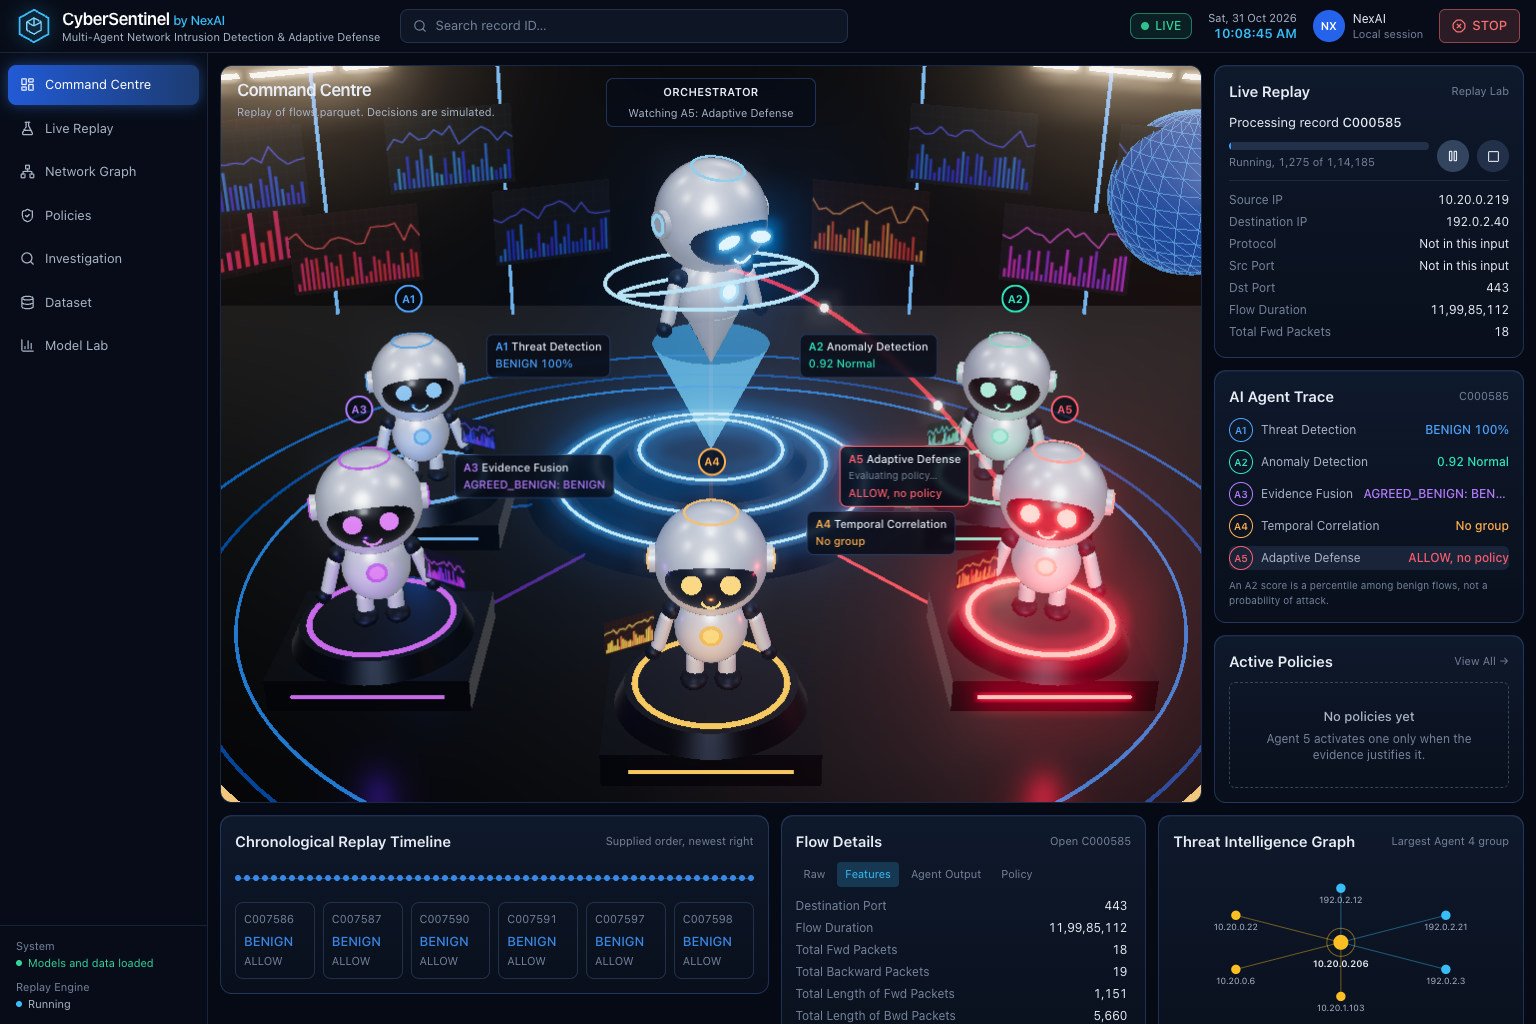 CyberSentinel by NexAI
Multi-Agent Network Intrusion Detection & Adaptive Defense
Search record ID...
LIVE
Sat, 31 Oct 2026
10:08:45 AM
NX
NexAI
Local session
STOP
Command Centre
Live Replay
Network Graph
Policies
Investigation
Dataset
Model Lab
System
Models and data loaded
Replay Engine
Running
Command Centre
Replay of flows.parquet. Decisions are simulated.
ORCHESTRATOR
Watching A5: Adaptive Defense
A1
A2
A1 Threat Detection
BENIGN 100%
A2 Anomaly Detection
0.92 Normal
A3
A5
A4
A3 Evidence Fusion
AGREED_BENIGN: BENIGN
A5 Adaptive Defense
Evaluating policy...
ALLOW, no policy
A4 Temporal Correlation
No group
Live Replay
Replay Lab
Processing record C000585
Running, 1,275 of 1,14,185
Source IP 10.20.0.219
Destination IP 192.0.2.40
Protocol Not in this input
Src Port Not in this input
Dst Port 443
Flow Duration 11,99,85,112
Total Fwd Packets 18
AI Agent Trace
C000585
A1 Threat Detection BENIGN 100%
A2 Anomaly Detection 0.92 Normal
A3 Evidence Fusion AGREED_BENIGN: BEN...
A4 Temporal Correlation No group
A5 Adaptive Defense ALLOW, no policy
An A2 score is a percentile among benign flows, not a
probability of attack.
Active Policies
View All →
No policies yet
Agent 5 activates one only when the
evidence justifies it.
Chronological Replay Timeline
Supplied order, newest right
C007586
BENIGN
ALLOW
C007587
BENIGN
ALLOW
C007590
BENIGN
ALLOW
C007591
BENIGN
ALLOW
C007597
BENIGN
ALLOW
C007598
BENIGN
ALLOW
Flow Details
Open C000585
Raw
Features
Agent Output
Policy
Destination Port 443
Flow Duration 11,99,85,112
Total Fwd Packets 18
Total Backward Packets 19
Total Length of Fwd Packets 1,151
Total Length of Bwd Packets 5,660
Threat Intelligence Graph
Largest Agent 4 group
192.0.2.12
10.20.0.22
192.0.2.21
10.20.0.206
10.20.0.6
192.0.2.3
10.20.1.103